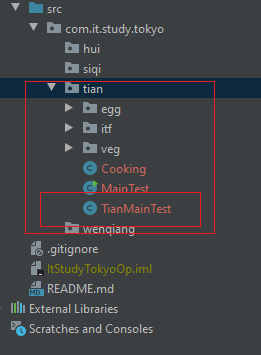 src
com.it.study.tokyo
hui
siqi
tian
egg
itf
veg
Cooking
MainTest
TianMainTest
wenqiang
.gitignore
ItStudyTokyoOp.iml
README.md
External Libraries
Scratches and Consoles